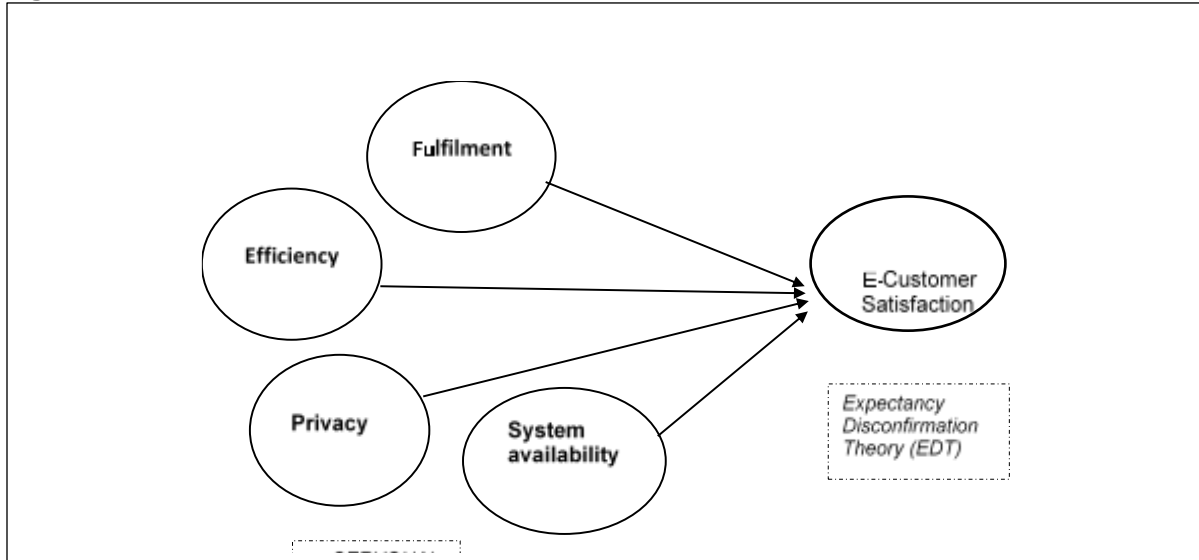 Fulfilment
Efficiency
E-Customer
Satisfaction
Privacy
System
availability
Expectancy
Disconfirmation
Theory (EDT)